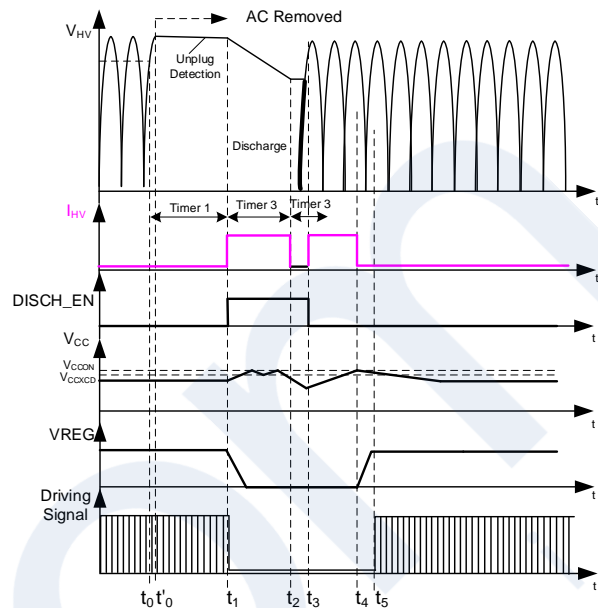 AC Removed
VHV
Unplug
Detection
Discharge
t
IHV
Timer 1
Timer 3
Timer 3
t
DISCH_EN
t
VCC
VCCON
VCCXCD
t
VREG
t
Driving
Signal
t
t0 t'0 t1 t2 t3 t4 t5